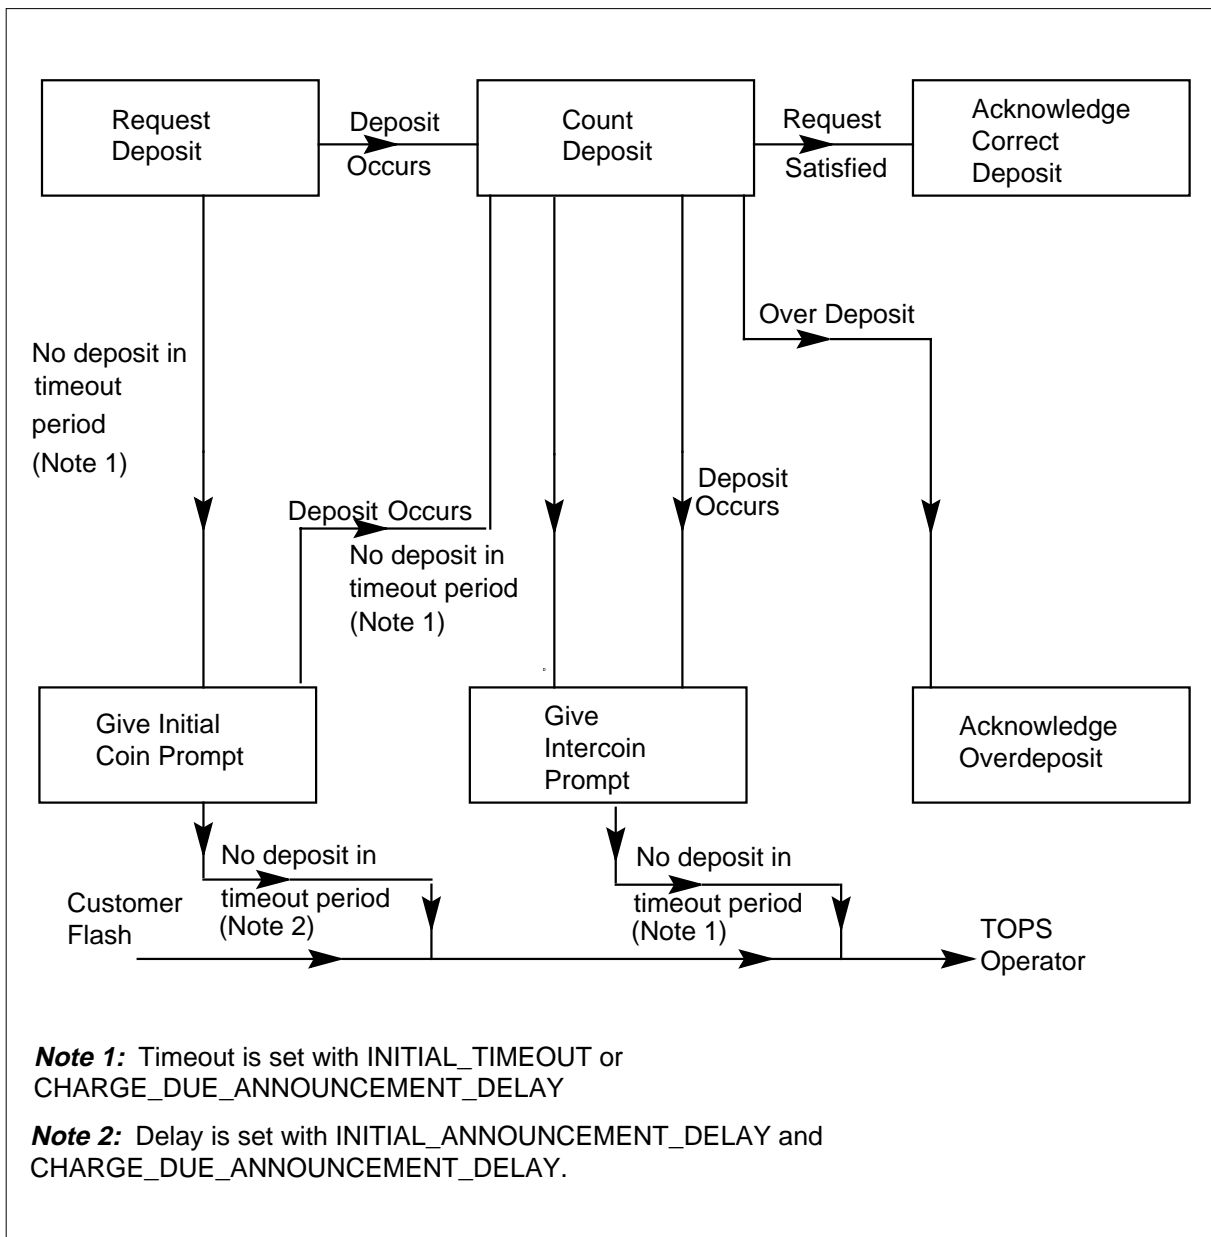 Request
Deposit
Deposit
Occurs
Count
Deposit
Request
Satisfied
Acknowledge
Correct
Deposit
Over Deposit
No deposit in
timeout
period
(Note 1)
Deposit Occurs
No deposit in
timeout period
(Note 1)
Deposit
Occurs
Give Initial
Coin Prompt
Give
Intercoin
Prompt
Acknowledge
Overdeposit
No deposit in
timeout period
(Note 2)
No deposit in
timeout period
(Note 1)
Customer
Flash
TOPS
Operator
Note 1: Timeout is set with INITIAL_TIMEOUT or
CHARGE_DUE_ANNOUNCEMENT_DELAY
Note 2: Delay is set with INITIAL_ANNOUNCEMENT_DELAY and
CHARGE_DUE_ANNOUNCEMENT_DELAY.